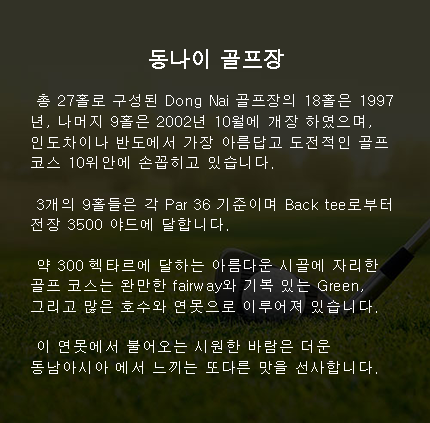 동나이 골프장
총 27홀로 구성된 Dong Nai 골프장의 18홀은 1997
년, 나머지 9홀은 2002년 10월에 개장 하였으며,
인도차이나 반도에서 가장 아름답고 도전적인 골프
코스 10위안에 손꼽히고 있습니다.
3개의 9홀들은 각 Par 36 기준이며 Back tee로부터
전장 3500 야드에 달합니다.
약 300 헥타르에 달하는 아름다운 시골에 자리한
골프 코스는 완만한 fairway와 기복 있는 Green,
그리고 많은 호수와 연못으로 이루어져 있습니다.
이 연못에서 불어오는 시원한 바람은 더운
동남아시아 에서 느끼는 또다른 맛을 선사합니다.